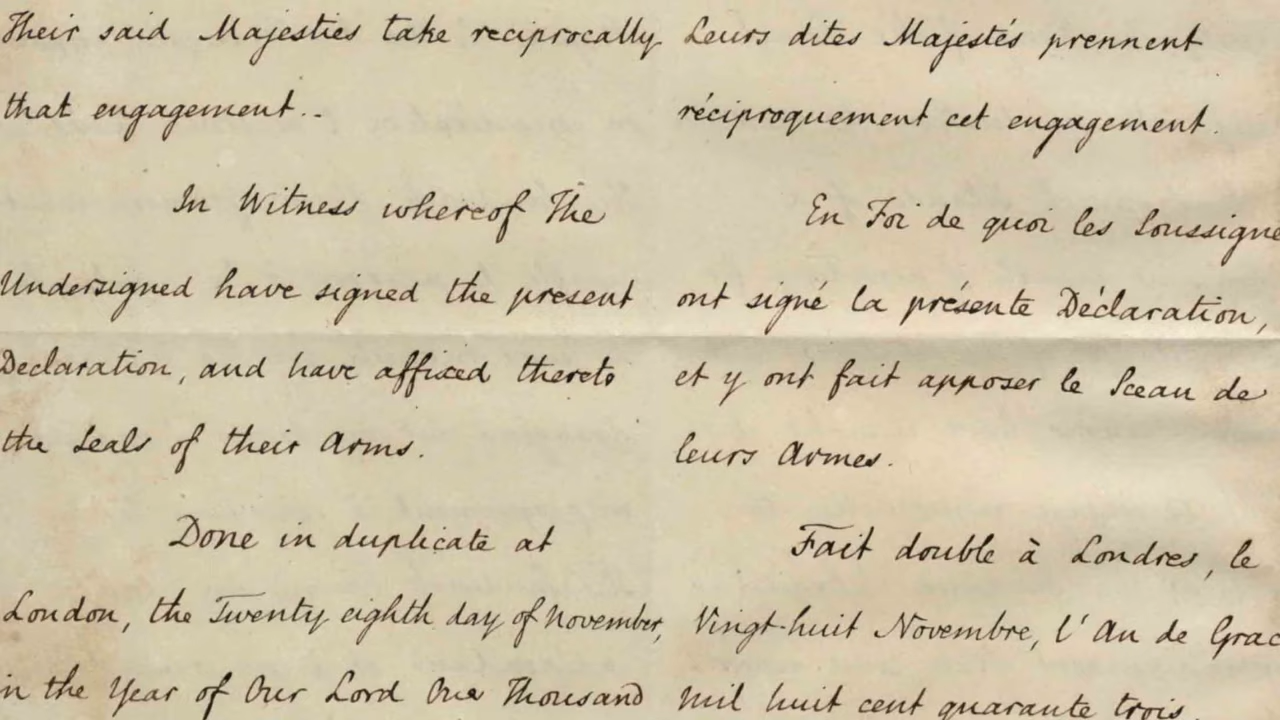 Their said Majesties take reciprocally
that engagement..
In Witness whereof The
Undersigned have signed the present
Declaration, and have affixed thereto
the Seals of their Arms.
Done in duplicate at
London, the Twenty eighth day of November,
in the Year of Our Lord One Thousand
Leurs dites Majestés prennent
réciproquement cet engagement.
En Foi de quoi les Soussigné
ont signé la présente Déclaration,
et y ont fait apposer le Sceau de
leurs Armes.
Fait double à Londres, le
Vingt-huit Novembre, l'An de Grac
mil huit cent quarante trois.